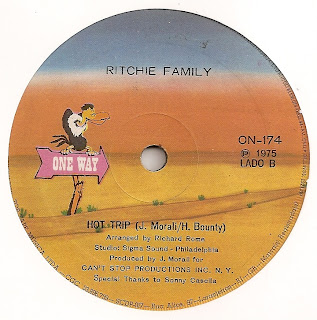 RITCHIE FAMILY
ONE WAY
ON-174
℗ 1975
LADO B
HOT TRIP (J. Morali/H. Bounty)
Arranged by Richard Rome
Studio: Sigma Sound - Philadelphia
Produced by J. Morali for
CAN'T STOP PRODUCTIONS INC. N. Y.
Special Thanks to Sonny Casella